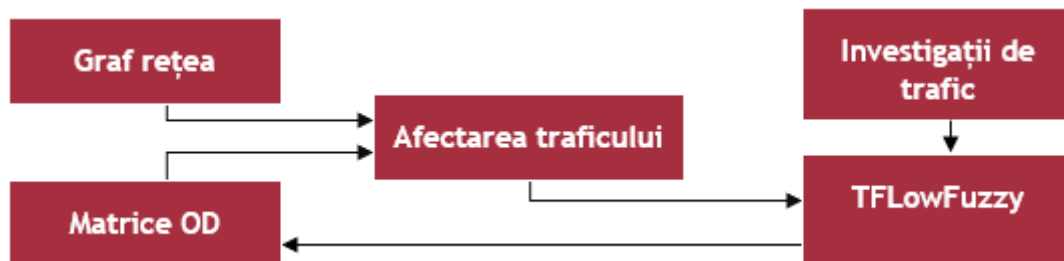 Graf rețea
Investigații de
trafic
Afectarea traficului
Matrice OD
TFLowFuzzy